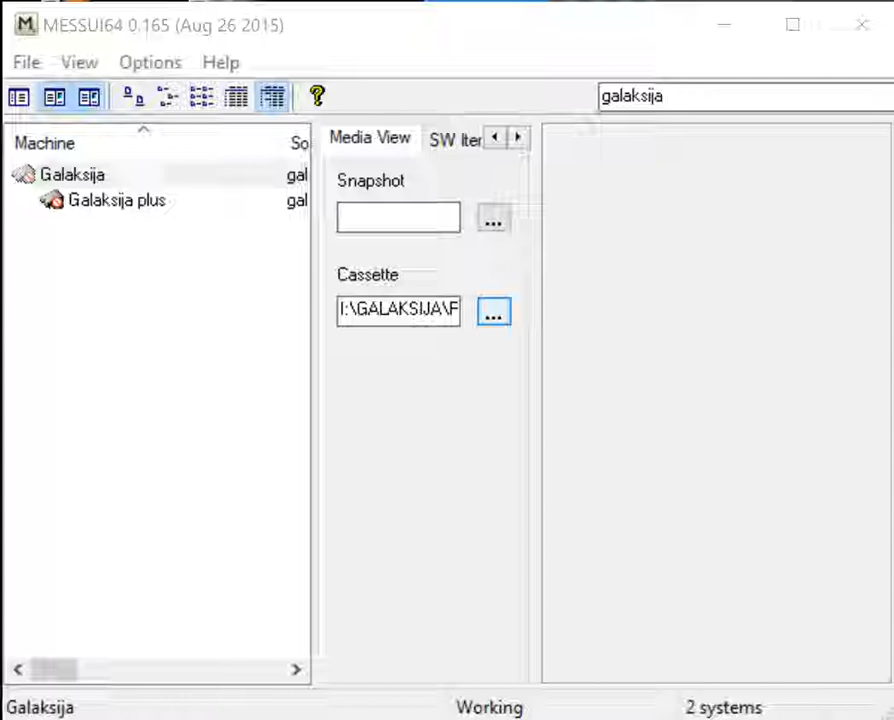 MESSUI64 0.165 (Aug 26 2015)
File View Options Help
galaksija
Machine So
Galaksija gal
Galaksija plus gal
Media View SW Iter
Snapshot
...
Cassette
I:\GALAKSIJA\F ...
Galaksija Working 2 systems